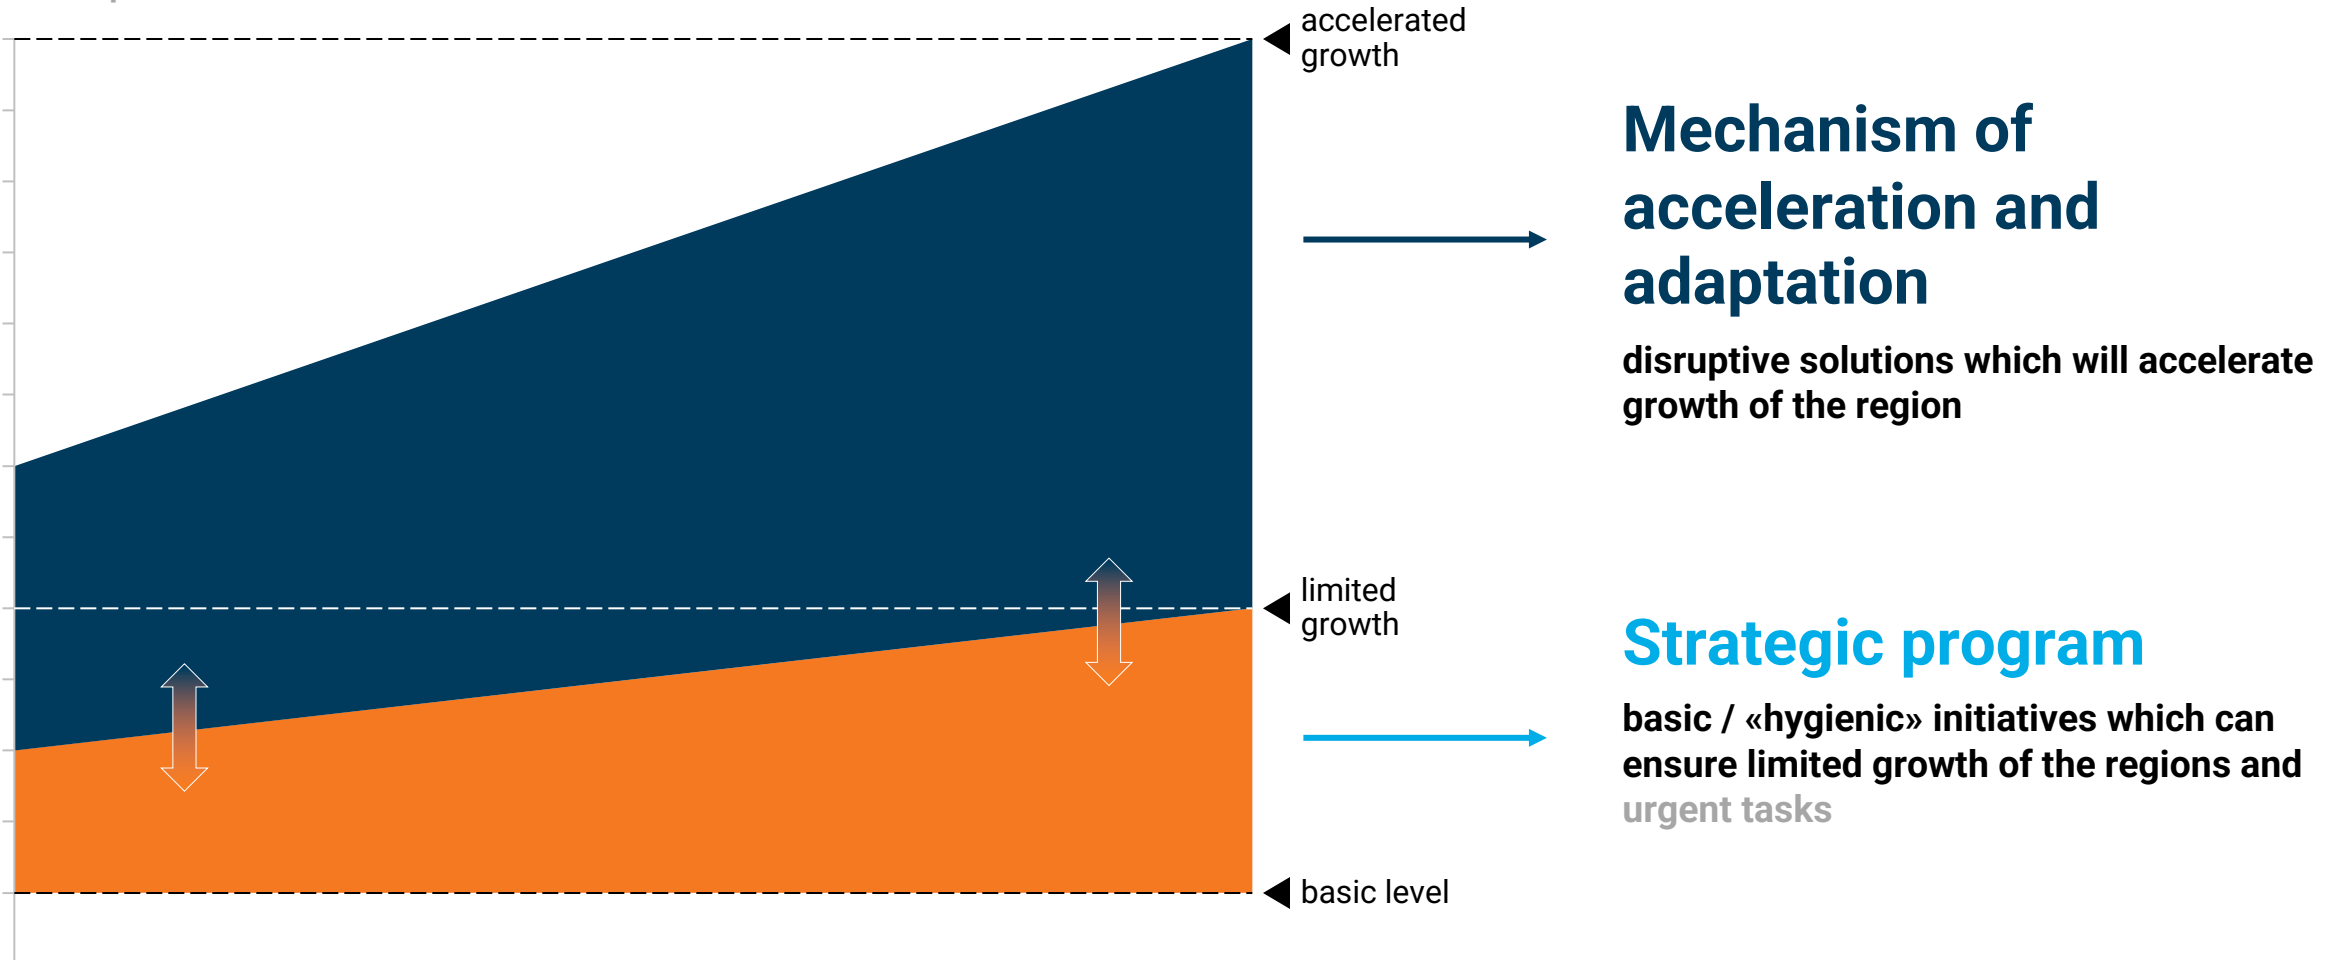 accelerated
growth
Mechanism of
acceleration and
adaptation
disruptive solutions which will accelerate
growth of the region
limited
growth
Strategic program
basic / «hygienic» initiatives which can
ensure limited growth of the regions and
urgent tasks
basic level